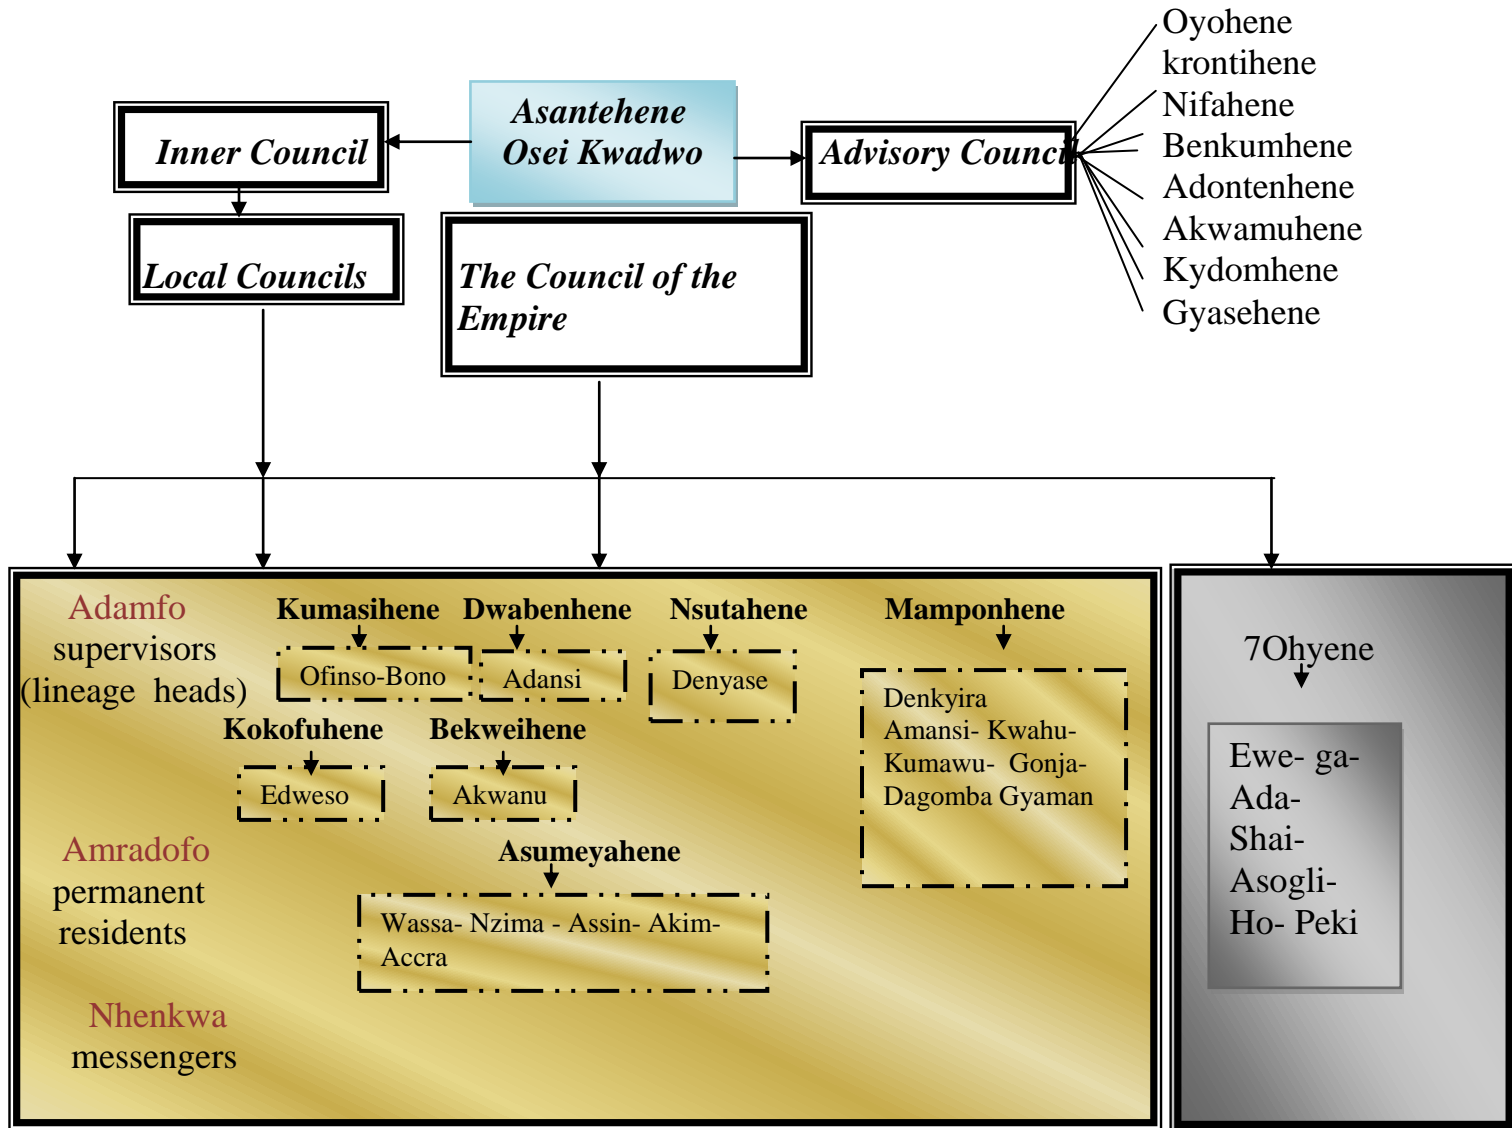 Oyohene
krontihene
Nifahene
Benkumhene
Adontenhene
Akwamuhene
Kydomhene
Gyasehene
Asantehene
Osei Kwadwo
Inner Council
Advisory Council
Local Councils
The Council of the
Empire
Adamfo
supervisors
(lineage heads)
Kumasihene
Ofinso-Bono
Dwabenhene
Adansi
Nsutahene
Denyase
Mamponhene
Denkyira
Amansi- Kwahu-
Kumawu- Gonja-
Dagomba Gyaman
Kokofuhene
Edweso
Bekweihene
Akwanu
Amradofo
permanent
residents
Asumeyahene
Wassa- Nzima - Assin- Akim-
Accra
Nhenkwa
messengers
7Ohyene
Ewe- ga-
Ada-
Shai-
Asogli-
Ho- Peki